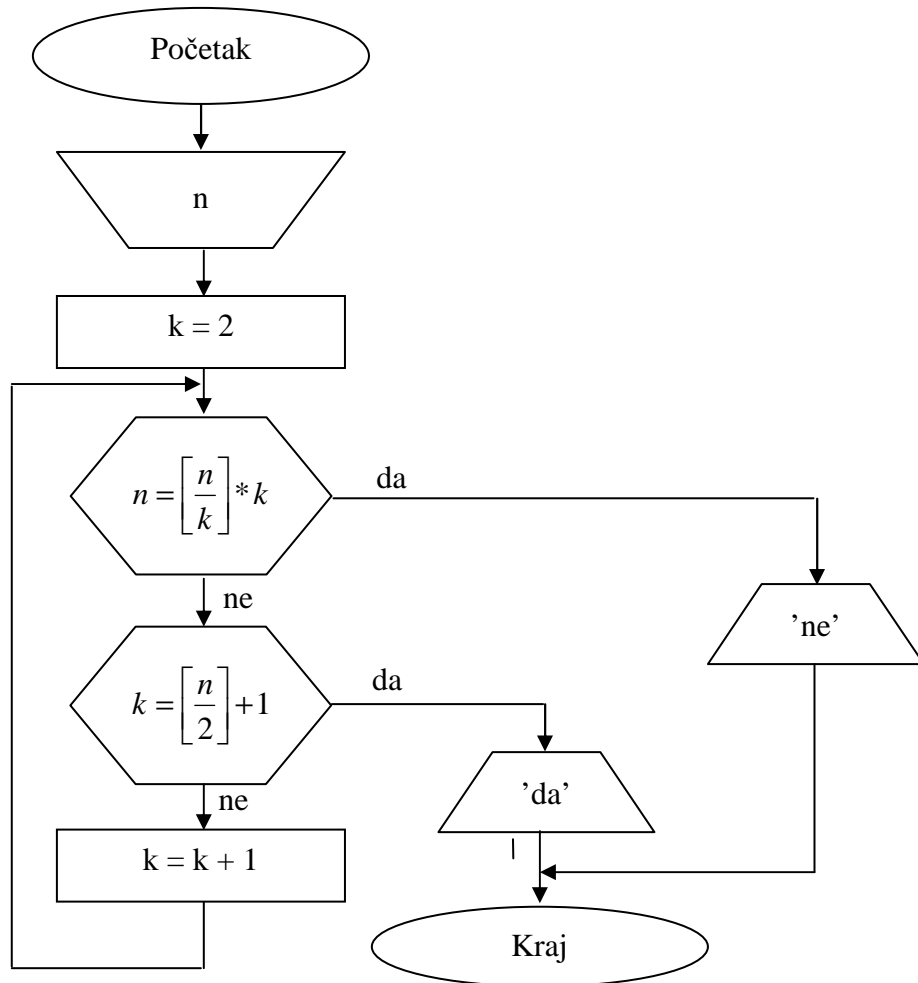 Početak
n
k = 2
n = [n/k] * k
da
ne
’ne’
k = [n/2] + 1
da
ne
’da’
k = k + 1
Kraj